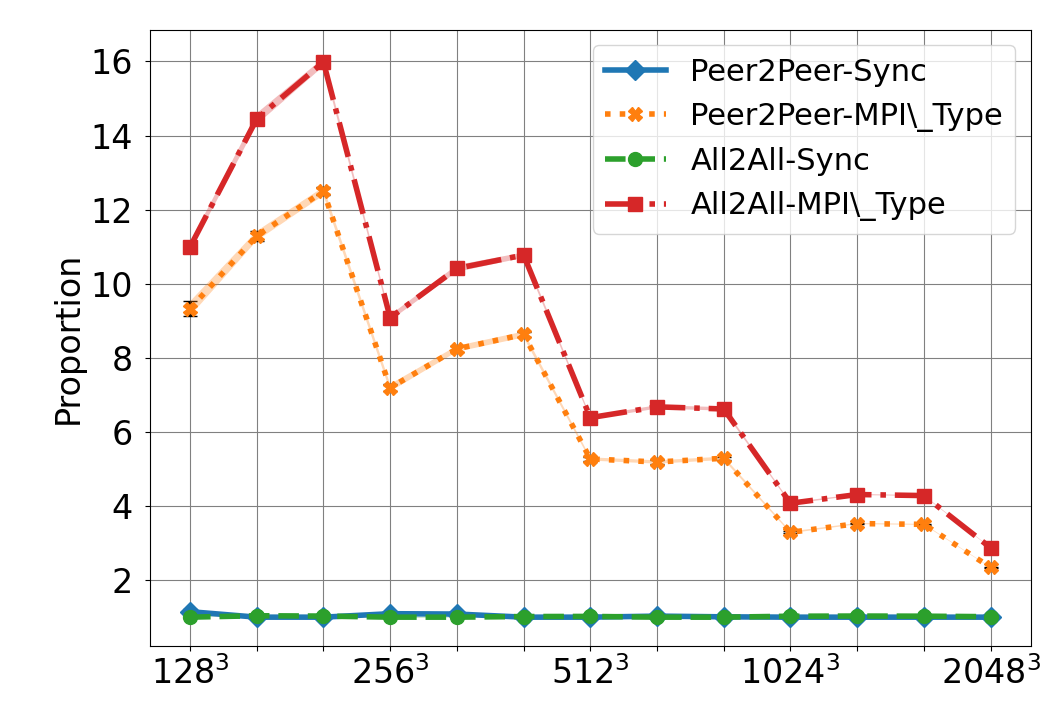 Peer2Peer-Sync
Peer2Peer-MPI\_Type
All2All-Sync
All2All-MPI\_Type
Proportion
16
14
12
10
8
6
4
2
128³
256³
512³
1024³
2048³